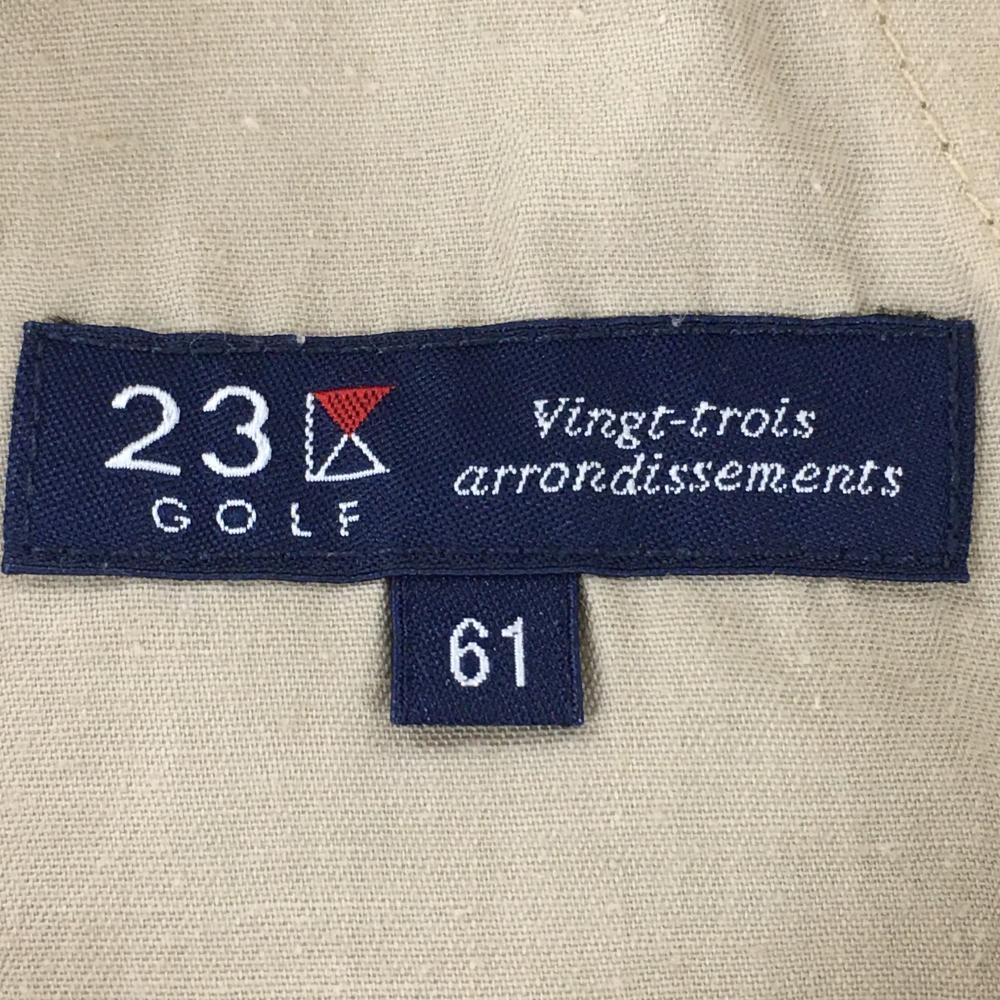 23
GOLF
Vingt-trois
arrondissements
61